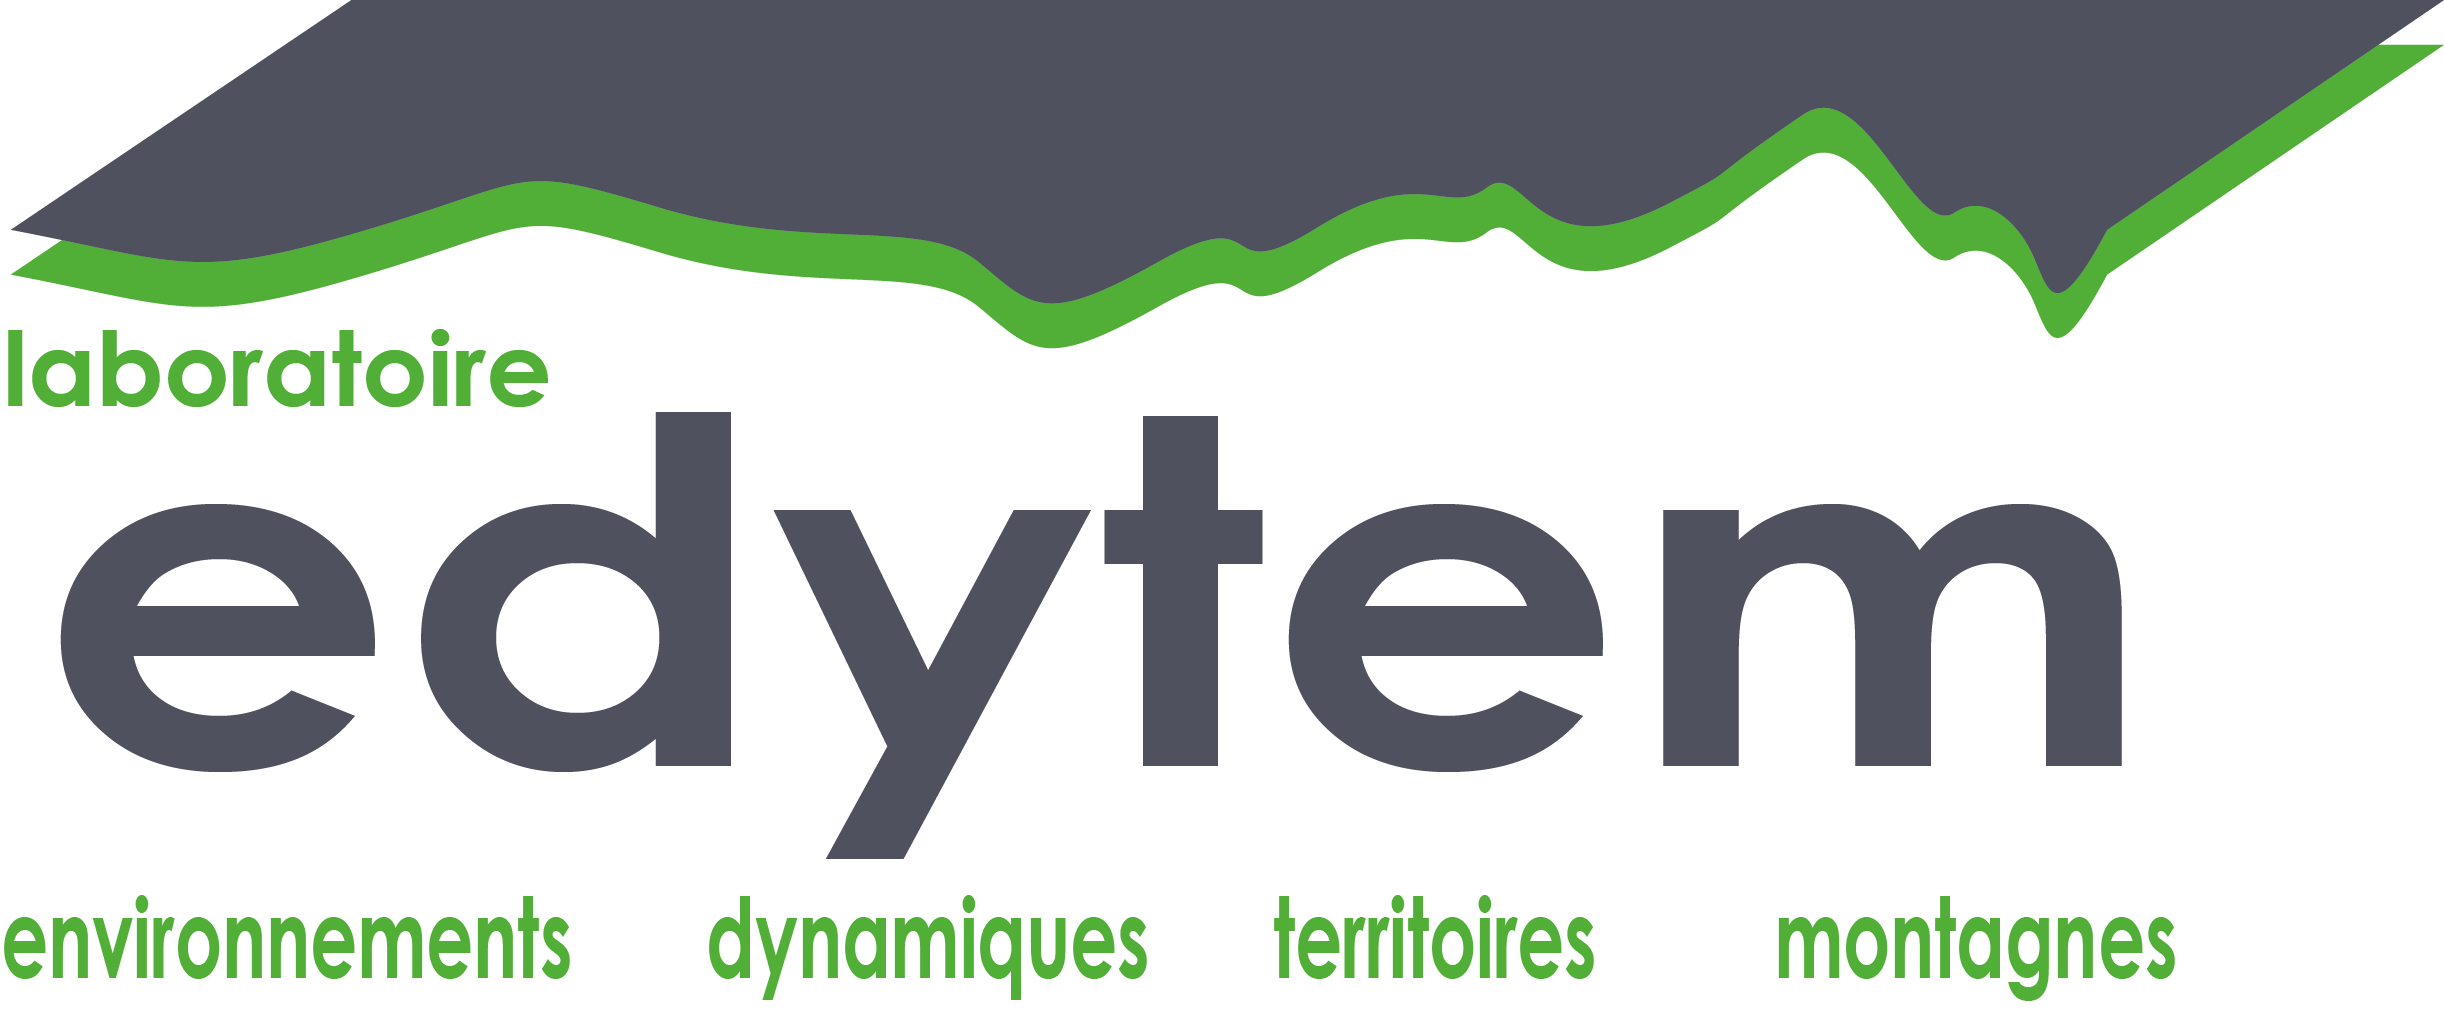 laboratoire
edytem
environnements dynamiques territoires montagnes